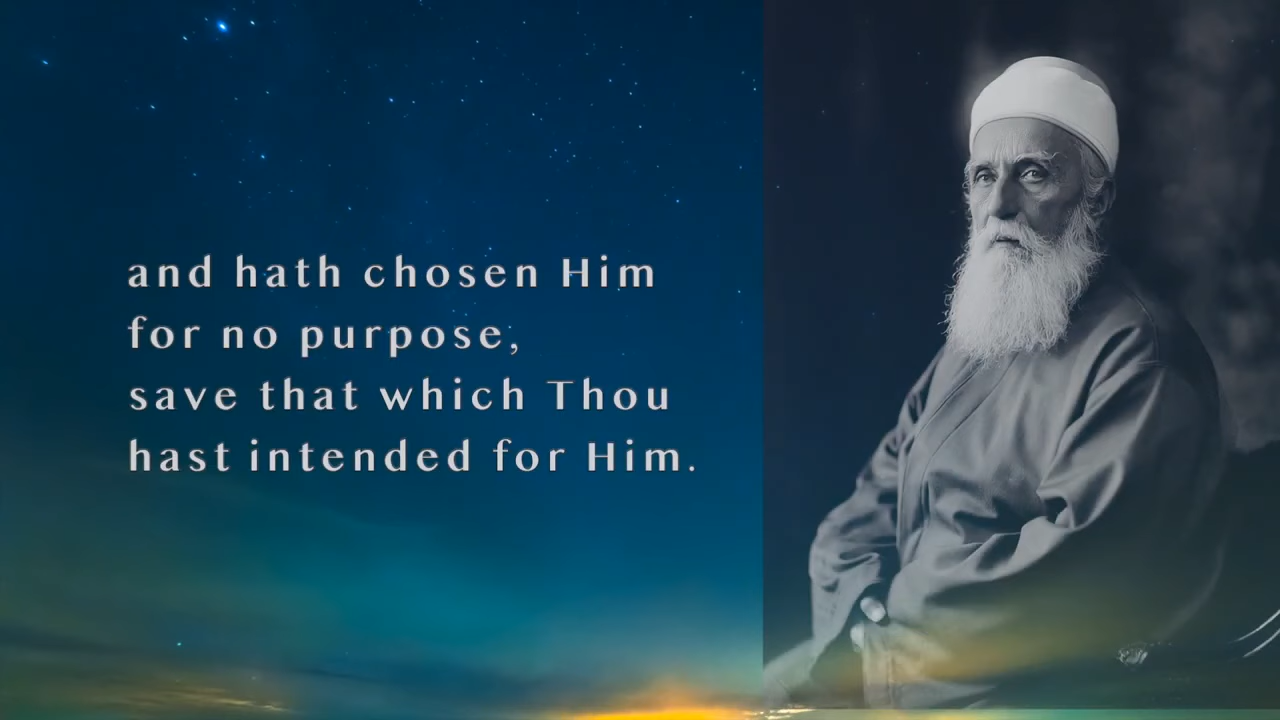 and hath chosen Him
for no purpose,
save that which Thou
hast intended for Him.